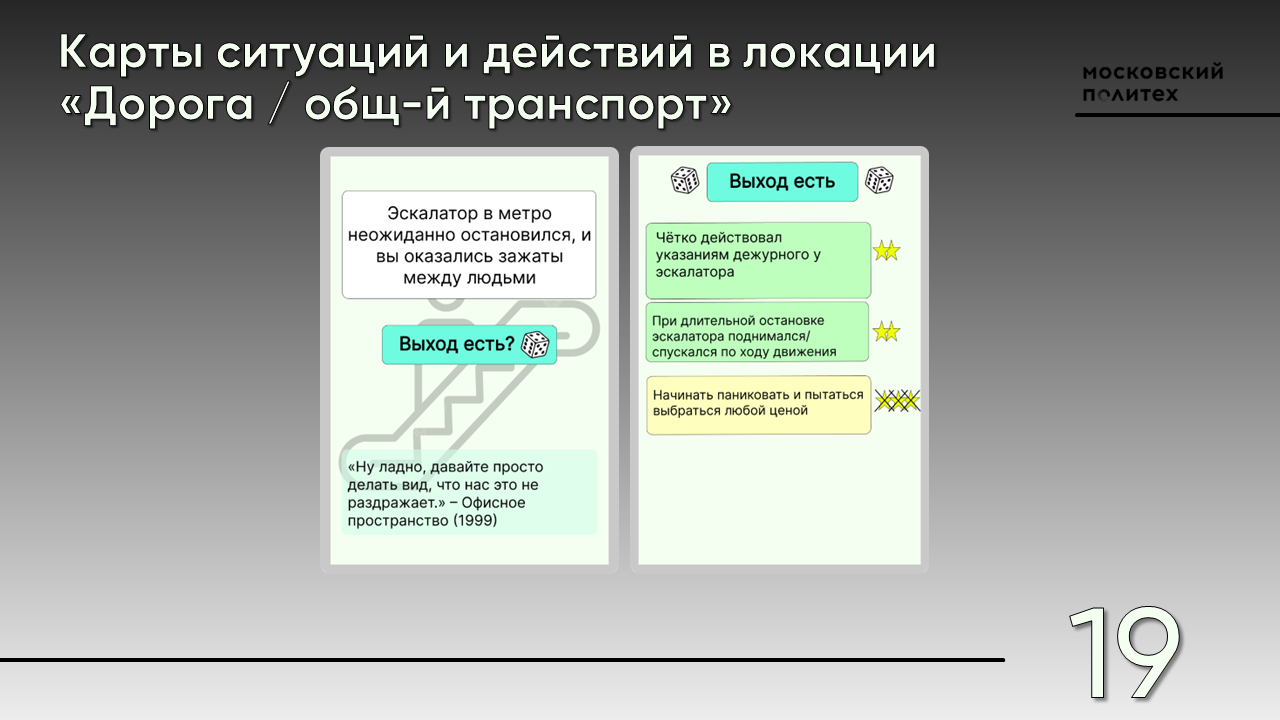 Карты ситуаций и действий в локации
«Дорога / общ-й транспорт»
московский
политех
Эскалатор в метро
неожиданно остановился, и
вы оказались зажаты
между людьми
Выход есть?
«Ну ладно, давайте просто
делать вид, что нас это не
раздражает.» – Офисное
пространство (1999)
Выход есть
Чётко действовал
указаниям дежурного у
эскалатора
При длительной остановке
эскалатора поднимался/
спускался по ходу движения
Начинать паниковать и пытаться
выбраться любой ценой
19